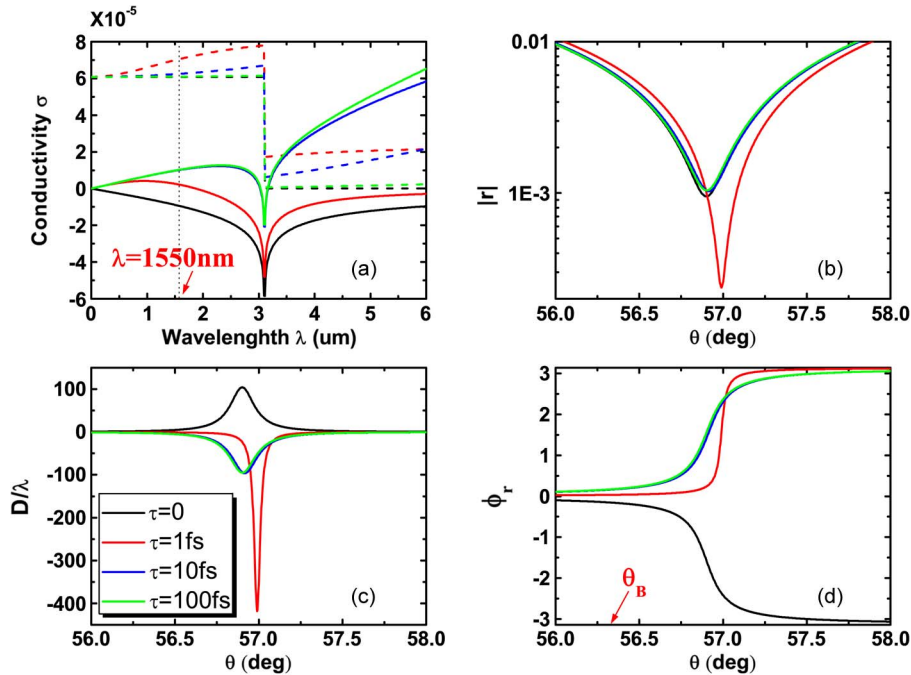 X10⁻⁵
8
6
4
2
0
-2
-4
-6
Conductivity σ
λ=1550nm
(a)
0 1 2 3 4 5 6
Wavelenghth λ (um)
0.01
1E-3
|r|
(b)
56.0 56.5 57.0 57.5 58.0
θ (deg)
100
0
-100
-200
-300
-400
D/λ
τ=0
τ=1fs
τ=10fs
τ=100fs
(c)
56.0 56.5 57.0 57.5 58.0
θ (deg)
3
2
1
0
-1
-2
-3
ϕr
θB
(d)
56.0 56.5 57.0 57.5 58.0
θ (deg)